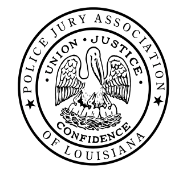 POLICE JURY ASSOCIATION
OF LOUISIANA
UNION · JUSTICE
CONFIDENCE